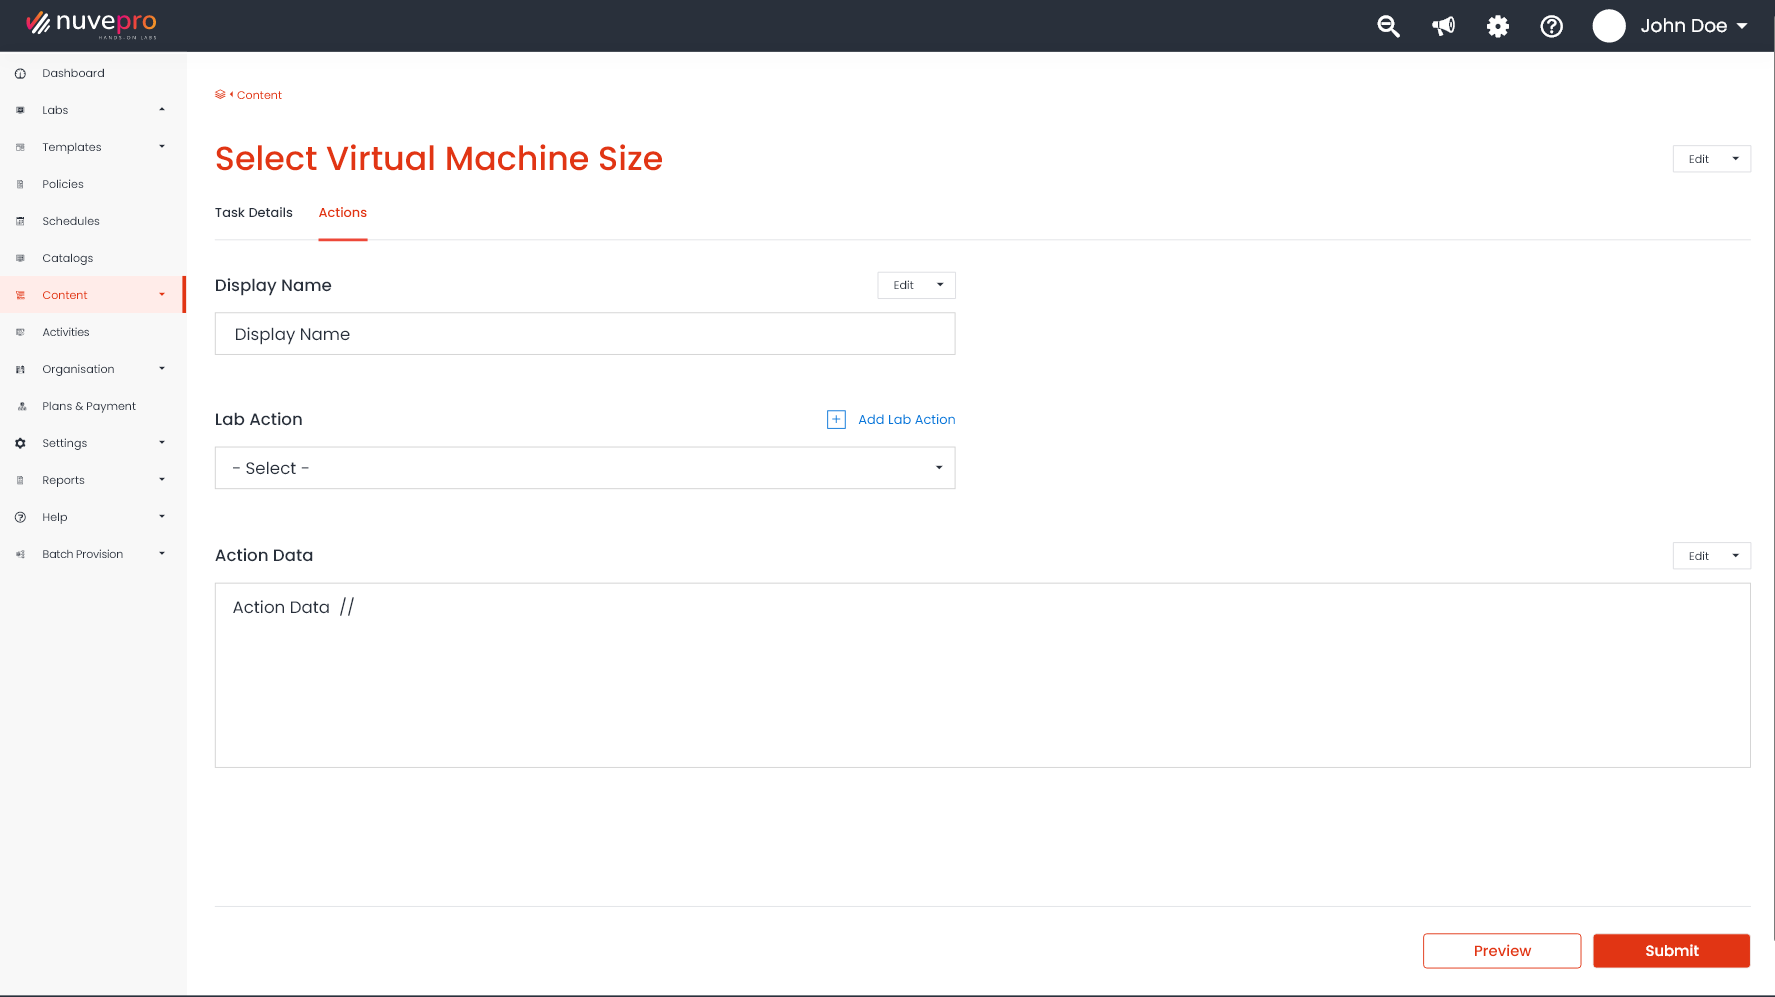 nuvepro
HANDS-ON LABS
John Doe
Dashboard
Labs
Templates
Policies
Schedules
Catalogs
Content
Activities
Organisation
Plans & Payment
Settings
Reports
Help
Batch Provision
Content
Select Virtual Machine Size
Edit
Task Details
Actions
Display Name
Edit
Display Name
Lab Action
+ Add Lab Action
- Select -
Action Data
Edit
Action Data //
Preview
Submit